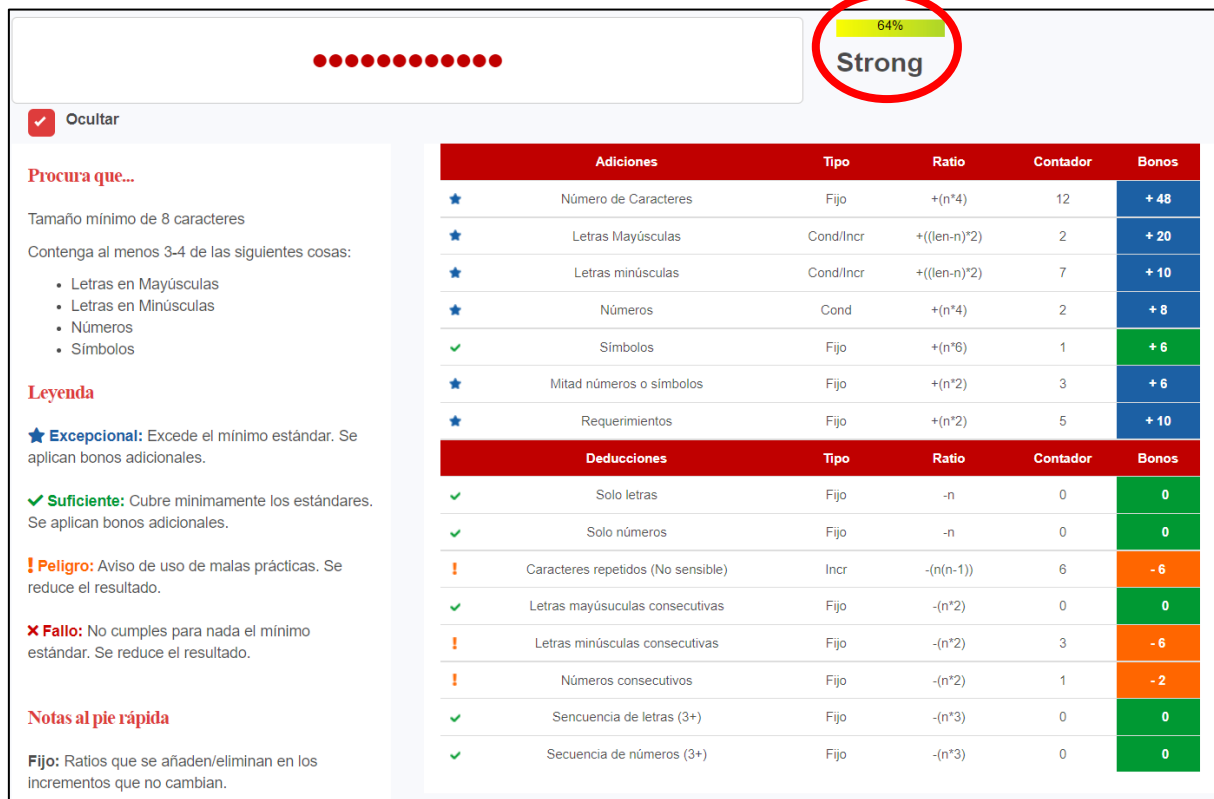 64%
Strong
Ocultar
Procura que...
Tamaño mínimo de 8 caracteres
Contenga al menos 3-4 de las siguientes cosas:
• Letras en Mayúsculas
• Letras en Minúsculas
• Números
• Símbolos
Leyenda
Excepcional: Excede el mínimo estándar. Se
aplican bonos adicionales.
Suficiente: Cubre minimamente los estándares.
Se aplican bonos adicionales.
Peligro: Aviso de uso de malas prácticas. Se
reduce el resultado.
Fallo: No cumples para nada el mínimo
estándar. Se reduce el resultado.
Notas al pie rápida
Fijo: Ratios que se añaden/eliminan en los
incrementos que no cambian.
Adiciones Tipo Ratio Contador Bonos
Número de Caracteres Fijo +(n*4) 12 + 48
Letras Mayúsculas Cond/Incr +((len-n)*2) 2 + 20
Letras minúsculas Cond/Incr +((len-n)*2) 7 + 10
Números Cond +(n*4) 2 + 8
Símbolos Fijo +(n*6) 1 + 6
Mitad números o símbolos Fijo +(n*2) 3 + 6
Requerimientos Fijo +(n*2) 5 + 10
Deducciones Tipo Ratio Contador Bonos
Solo letras Fijo -n 0 0
Solo números Fijo -n 0 0
Caracteres repetidos (No sensible) Incr -(n(n-1)) 6 - 6
Letras mayúsuculas consecutivas Fijo -(n*2) 0 0
Letras minúsculas consecutivas Fijo -(n*2) 3 - 6
Números consecutivos Fijo -(n*2) 1 - 2
Sencuencia de letras (3+) Fijo -(n*3) 0 0
Secuencia de números (3+) Fijo -(n*3) 0 0